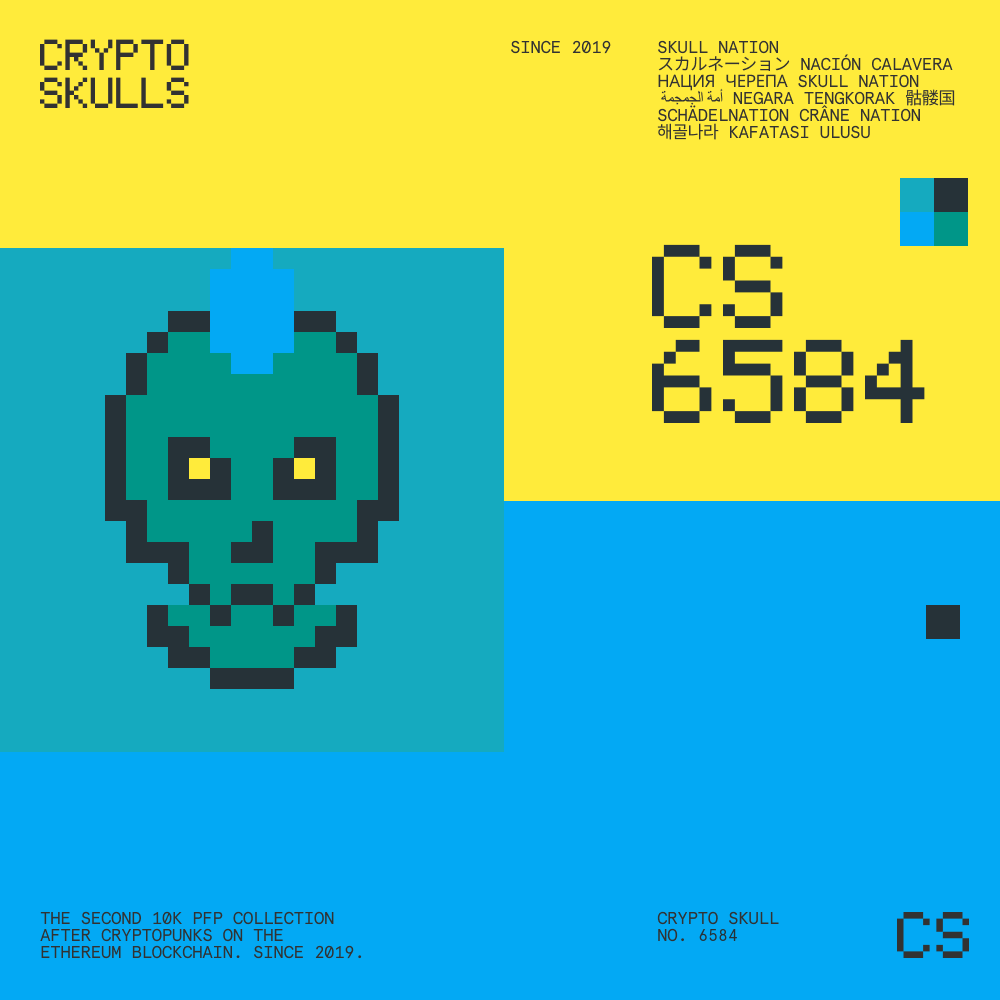 CRYPTO
SKULLS
SINCE 2019
SKULL NATION
スカルネーション NACIÓN CALAVERA
НАЦИЯ ЧЕРЕПА SKULL NATION
أمة الجمجمة NEGARA TENGKORAK 骷髅国
SCHÄDELNATION CRÂNE NATION
해골나라 KAFATASI ULUSU
CS
6584
THE SECOND 10K PFP COLLECTION
AFTER CRYPTOPUNKS ON THE
ETHEREUM BLOCKCHAIN. SINCE 2019.
CRYPTO SKULL
NO. 6584
CS